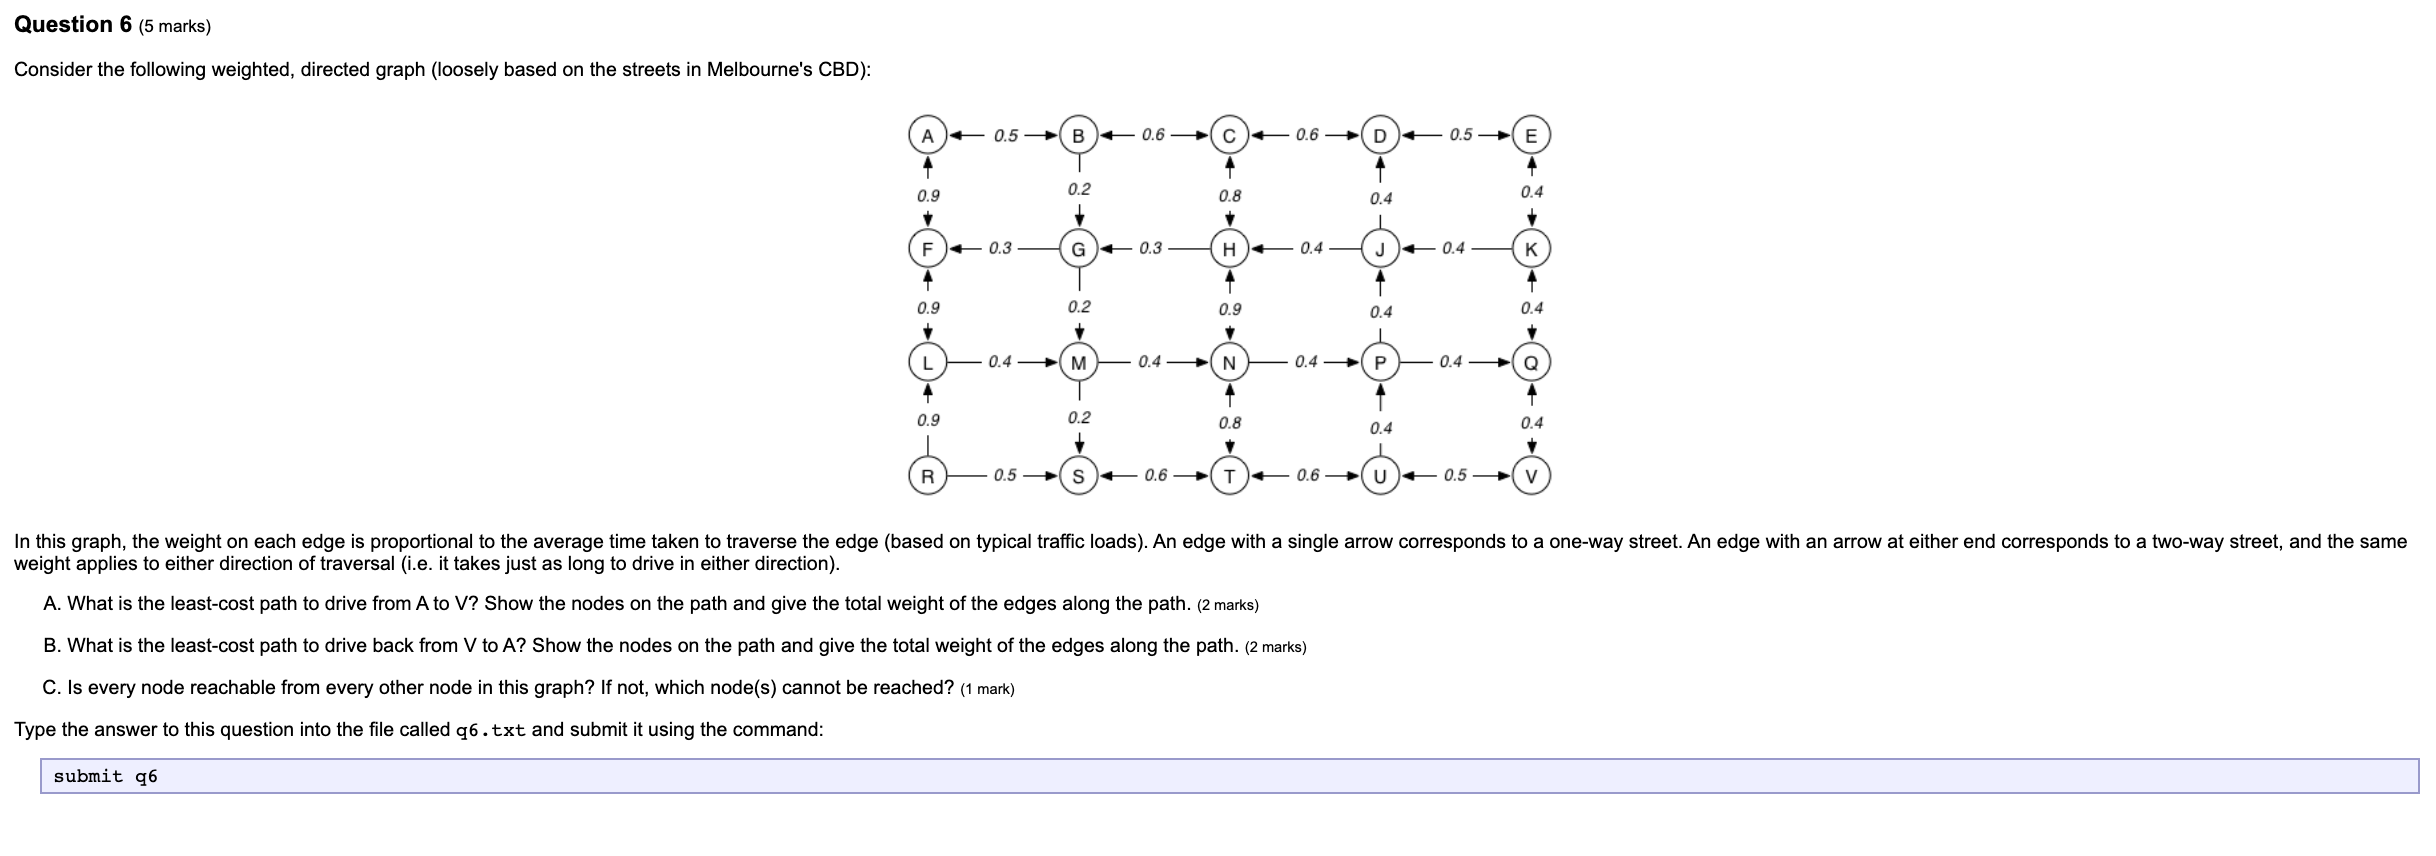 Question 6 (5 marks)
Consider the following weighted, directed graph (loosely based on the streets in Melbourne's CBD):
A 0.5 B 0.6 C 0.6 D 0.5 E
0.9 0.2 0.8 0.4 0.4
F 0.3 G 0.3 H 0.4 J 0.4 K
0.9 0.2 0.9 0.4 0.4
L 0.4 M 0.4 N 0.4 P 0.4 Q
0.9 0.2 0.8 0.4 0.4
R 0.5 S 0.6 T 0.6 U 0.5 V
In this graph, the weight on each edge is proportional to the average time taken to traverse the edge (based on typical traffic loads). An edge with a single arrow corresponds to a one-way street. An edge with an arrow at either end corresponds to a two-way street, and the same
weight applies to either direction of traversal (i.e. it takes just as long to drive in either direction).
A. What is the least-cost path to drive from A to V? Show the nodes on the path and give the total weight of the edges along the path. (2 marks)
B. What is the least-cost path to drive back from V to A? Show the nodes on the path and give the total weight of the edges along the path. (2 marks)
C. Is every node reachable from every other node in this graph? If not, which node(s) cannot be reached? (1 mark)
Type the answer to this question into the file called q6.txt and submit it using the command:
submit q6